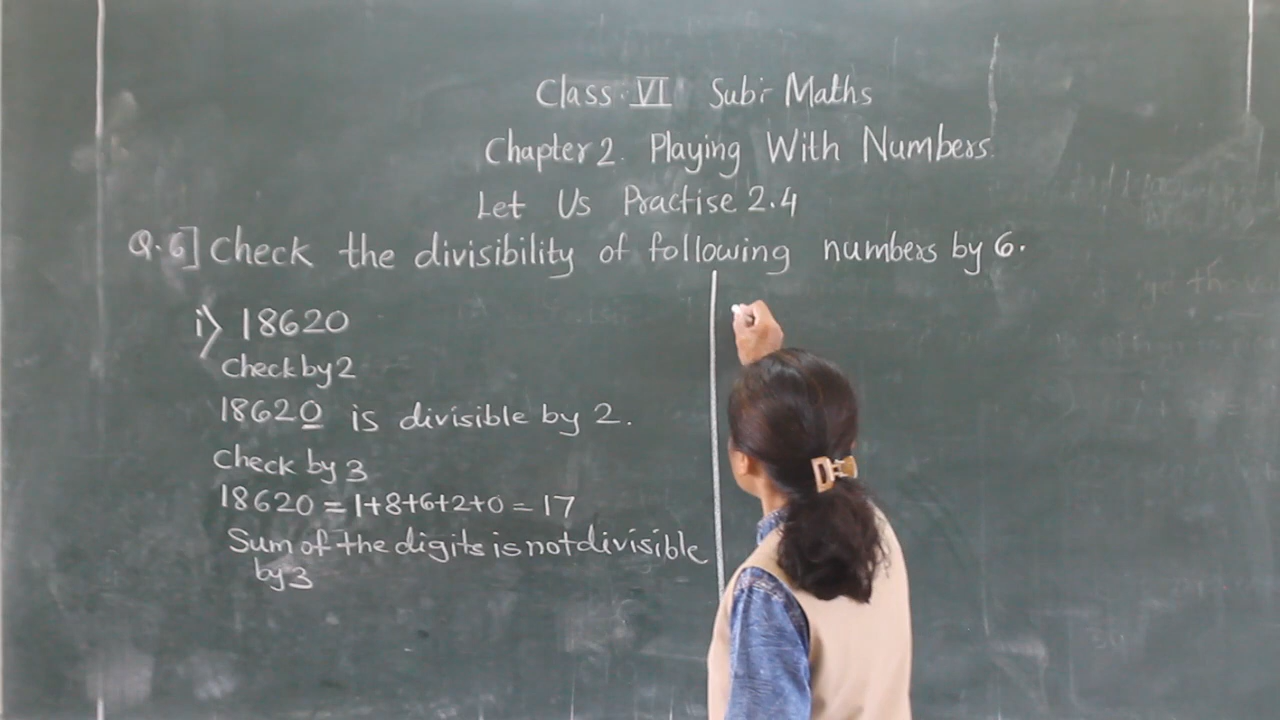 Class. VI Sub:- Maths
Chapter 2. Playing With Numbers.
Let Us Practise 2.4
Q.6] Check the divisibility of following numbers by 6.
i) 18620
Check by 2
18620 is divisible by 2.
Check by 3
18620 = 1+8+6+2+0 = 17
Sum of the digits is not divisible
by 3